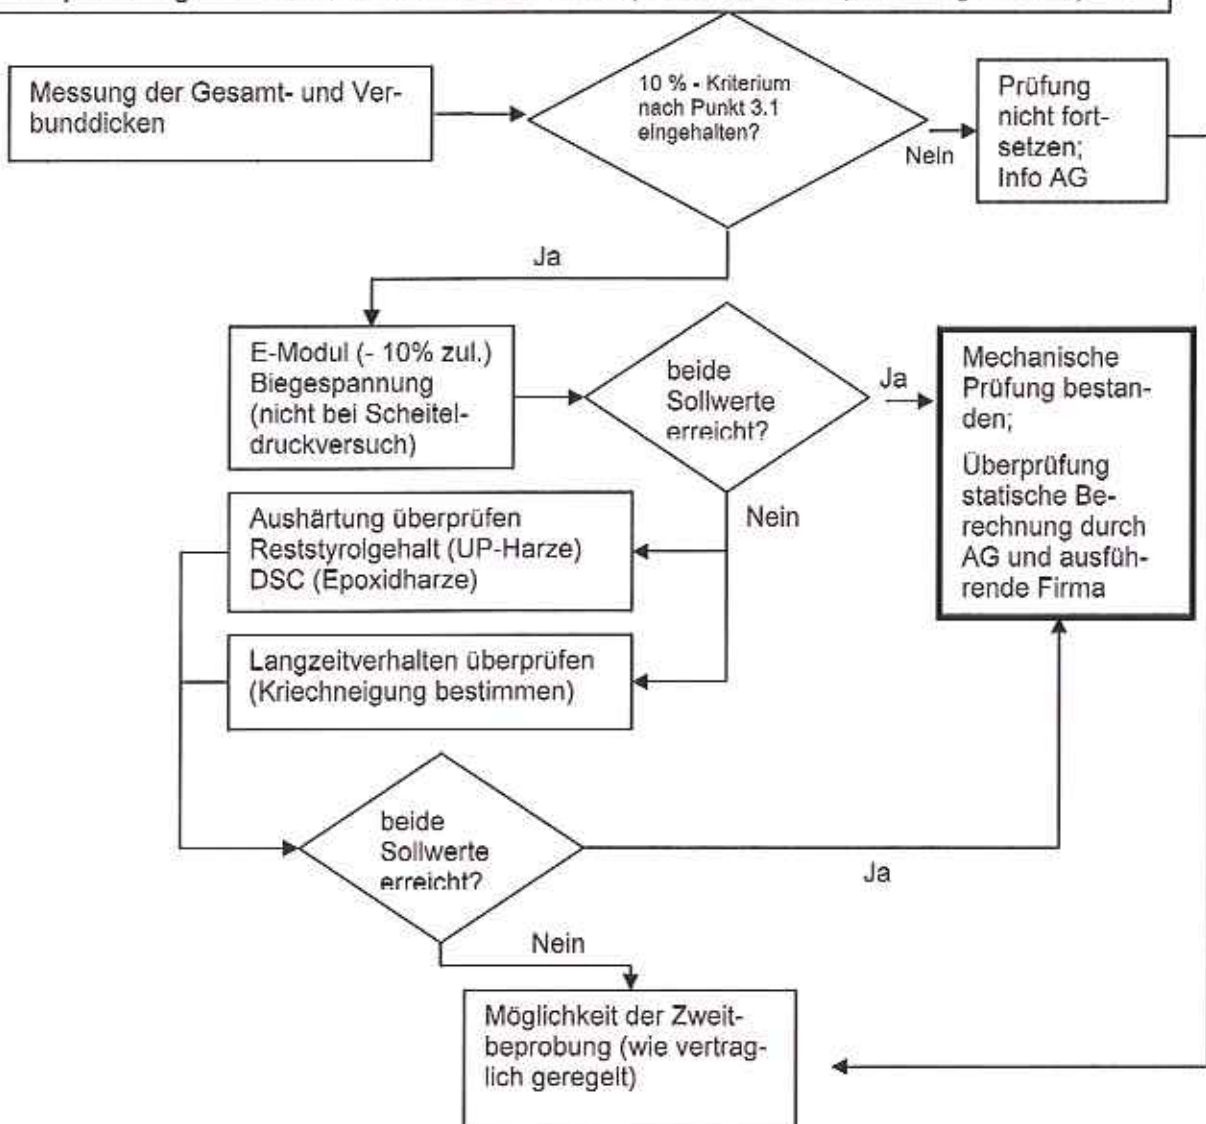 Messung der Gesamt- und Ver-
bunddicken
10 % - Kriterium
nach Punkt 3.1
eingehalten?
Nein
Prüfung
nicht fort-
setzen;
Info AG
Ja
E-Modul (- 10% zul.)
Biegespannung
(nicht bei Scheitel-
druckversuch)
beide
Sollwerte
erreicht?
Ja
Mechanische
Prüfung bestan-
den;
Überprüfung
statische Be-
rechnung durch
AG und ausfüh-
rende Firma
Nein
Aushärtung überprüfen
Reststyrolgehalt (UP-Harze)
DSC (Epoxidharze)
Langzeitverhalten überprüfen
(Kriechneigung bestimmen)
beide
Sollwerte
erreicht?
Ja
Nein
Möglichkeit der Zweit-
beprobung (wie vertrag-
lich geregelt)